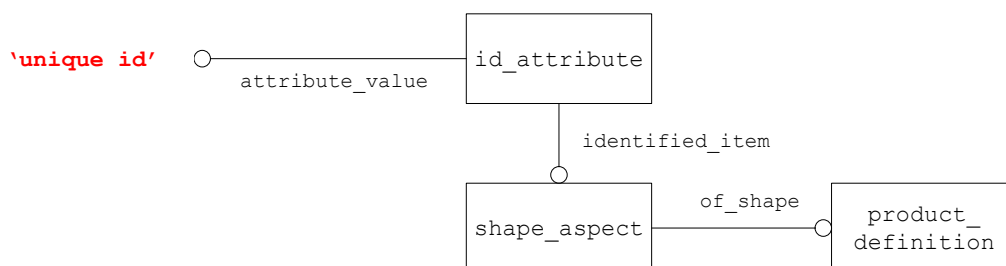 ‘unique id’
id_attribute
attribute_value
identified_item
of_shape
shape_aspect
product_
definition